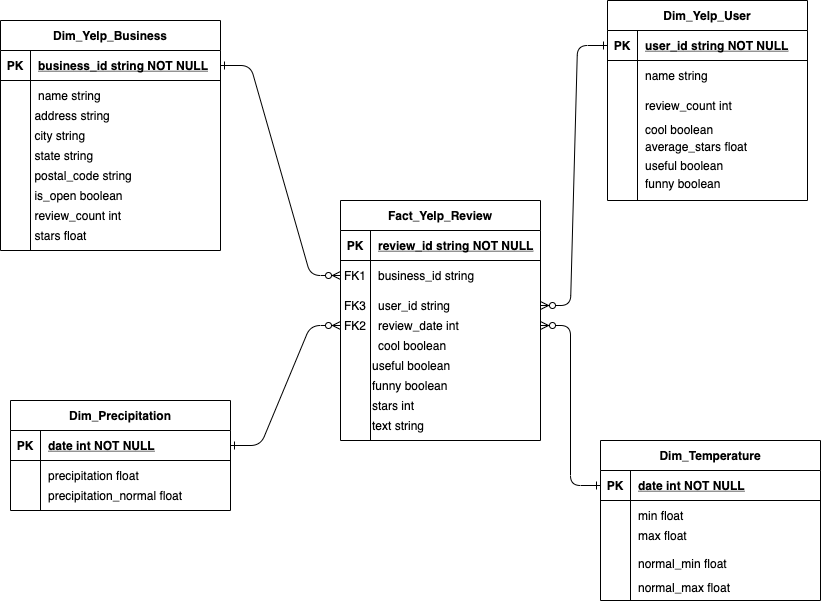 Dim_Yelp_Business
PK business_id string NOT NULL
name string
address string
city string
state string
postal_code string
is_open boolean
review_count int
stars float
Dim_Yelp_User
PK user_id string NOT NULL
name string
review_count int
cool boolean
average_stars float
useful boolean
funny boolean
Fact_Yelp_Review
PK review_id string NOT NULL
FK1 business_id string
FK3 user_id string
FK2 review_date int
cool boolean
useful boolean
funny boolean
stars int
text string
Dim_Precipitation
PK date int NOT NULL
precipitation float
precipitation_normal float
Dim_Temperature
PK date int NOT NULL
min float
max float
normal_min float
normal_max float